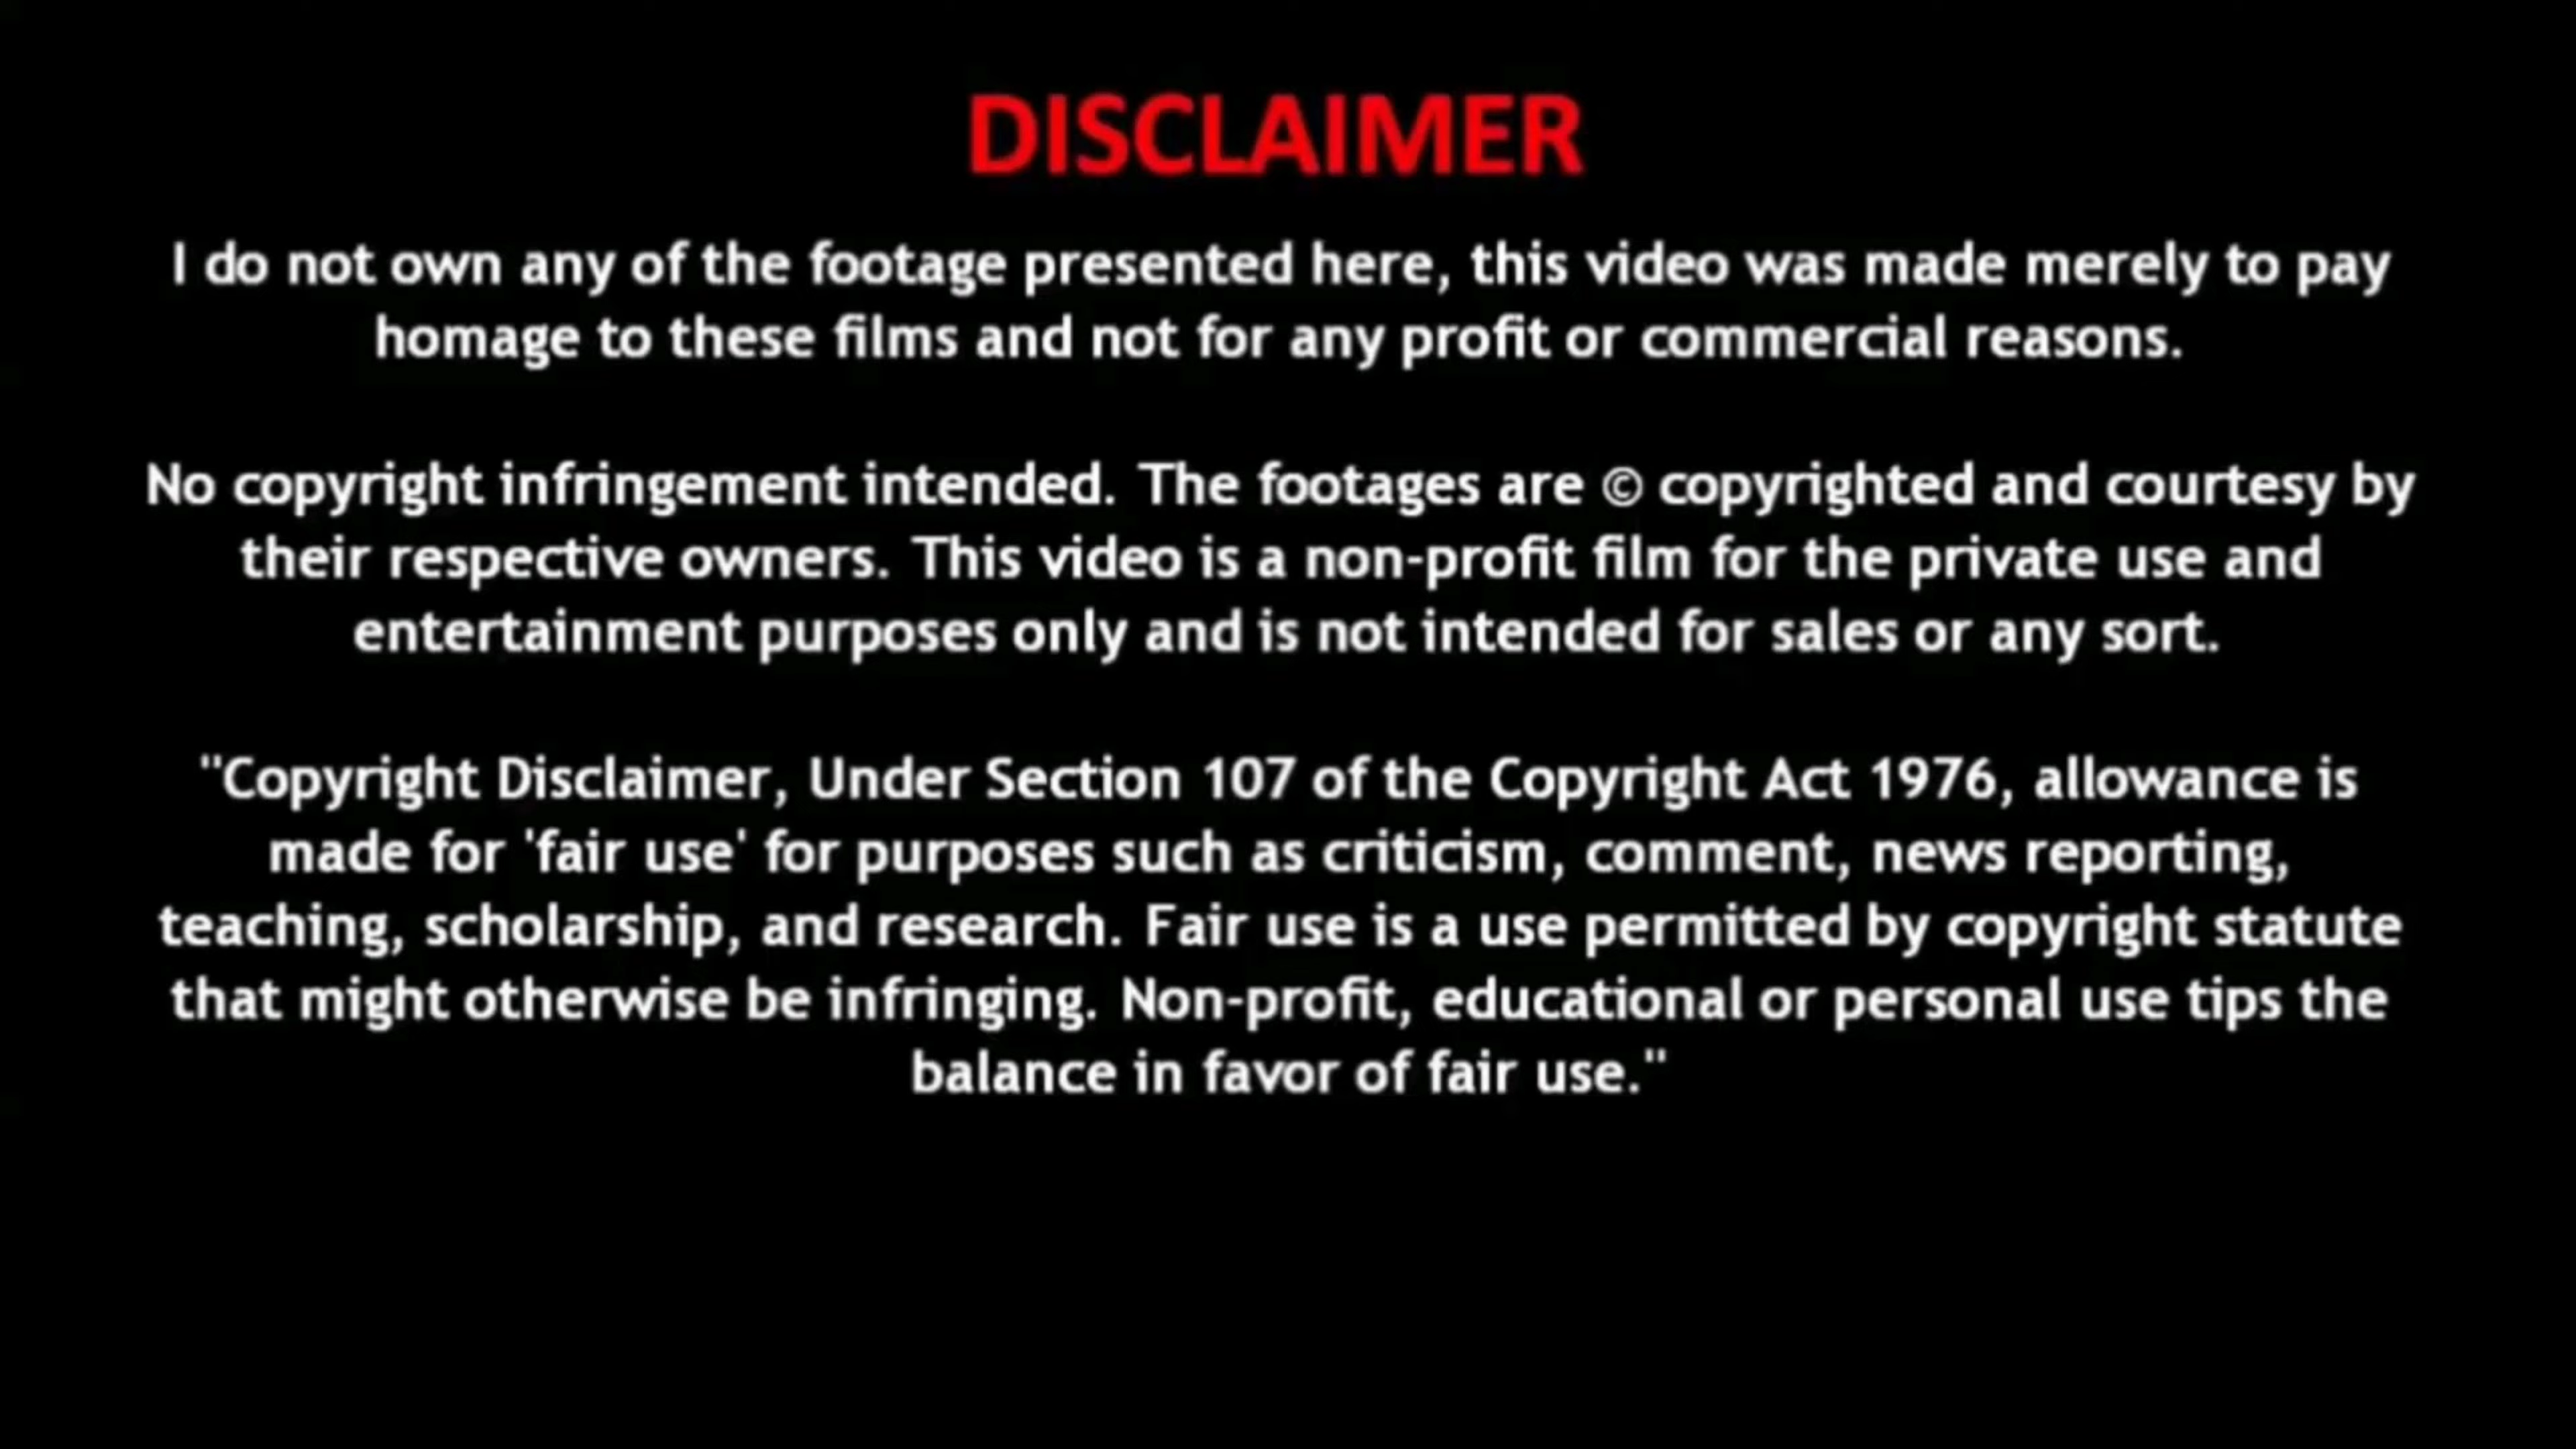 DISCLAIMER
I do not own any of the footage presented here, this video was made merely to pay
homage to these films and not for any profit or commercial reasons.
No copyright infringement intended. The footages are © copyrighted and courtesy by
their respective owners. This video is a non-profit film for the private use and
entertainment purposes only and is not intended for sales or any sort.
"Copyright Disclaimer, Under Section 107 of the Copyright Act 1976, allowance is
made for 'fair use' for purposes such as criticism, comment, news reporting,
teaching, scholarship, and research. Fair use is a use permitted by copyright statute
that might otherwise be infringing. Non-profit, educational or personal use tips the
balance in favor of fair use."